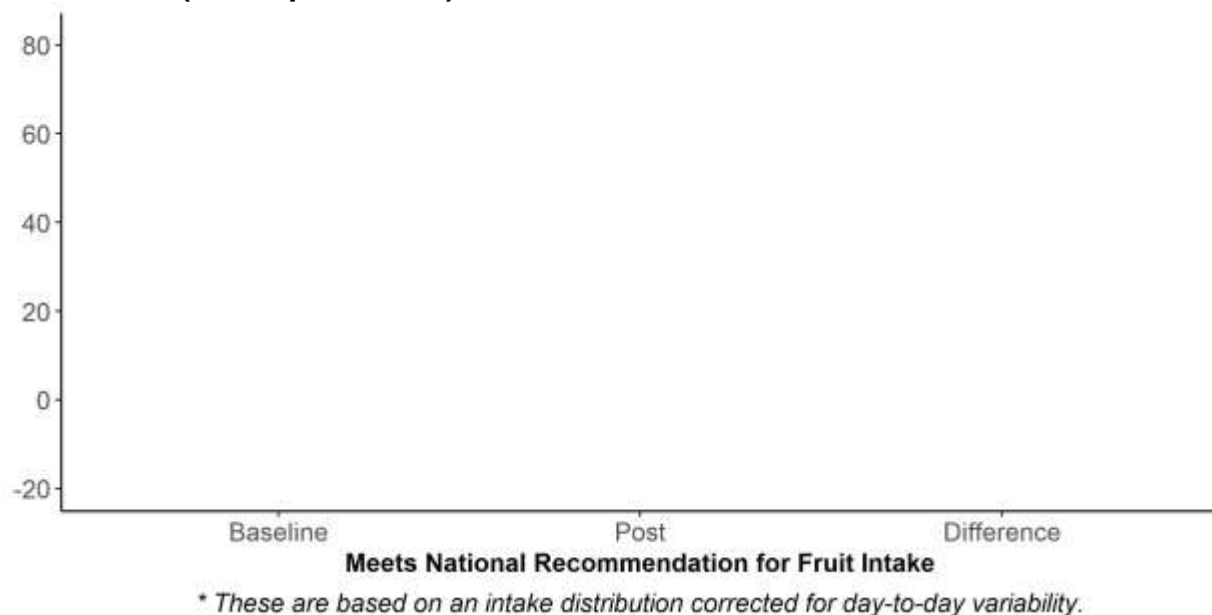 80
60
40
20
0
-20
Baseline Post Difference
Meets National Recommendation for Fruit Intake
* These are based on an intake distribution corrected for day-to-day variability.